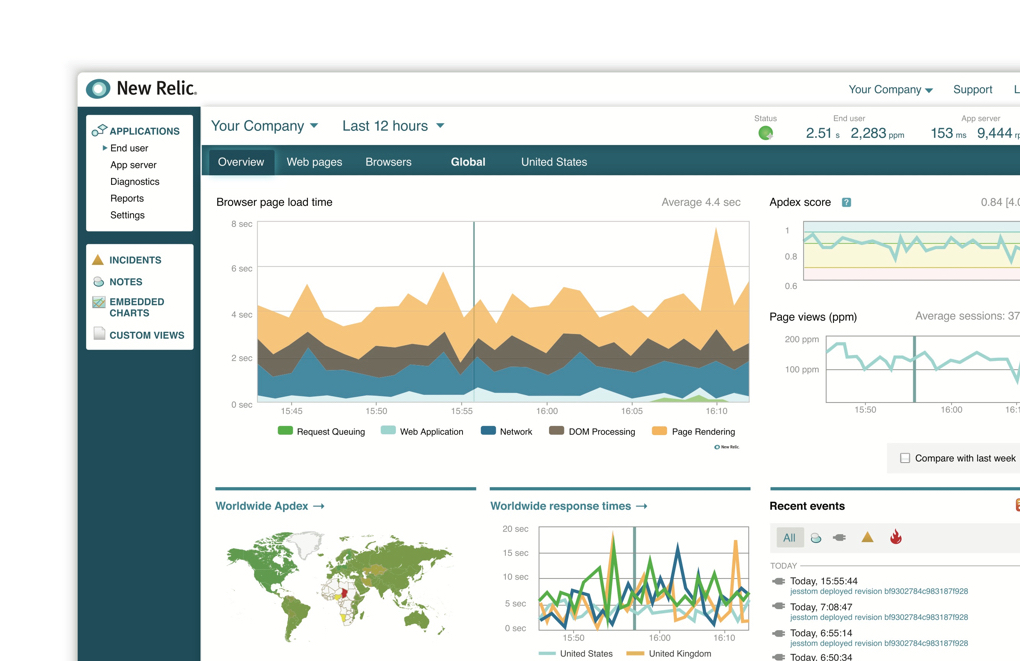 New Relic.
Your Company
Support
APPLICATIONS
End user
App server
Diagnostics
Reports
Settings
INCIDENTS
NOTES
EMBEDDED
CHARTS
CUSTOM VIEWS
Your Company
Last 12 hours
Status
End user
2.51 s 2,283 ppm
App server
153 ms 9,444
Overview
Web pages
Browsers
Global
United States
Browser page load time
Average 4.4 sec
8 sec
6 sec
4 sec
2 sec
0 sec
15:45
15:50
15:55
16:00
16:05
16:10
Request Queuing
Web Application
Network
DOM Processing
Page Rendering
New Relic.
Apdex score
?
0.84 [4.0
1
0.8
0.6
Page views (ppm)
Average sessions: 37
200 ppm
100 ppm
15:50
16:00
16:1
Compare with last week
Worldwide Apdex →
Worldwide response times →
20 sec
15 sec
10 sec
5 sec
0 sec
15:50
16:00
16:10
United States
United Kingdom
Recent events
All
TODAY
Today, 15:55:44
jesstom deployed revision bf9302784c983187f928
Today, 7:08:47
jesstom deployed revision bf9302784c983187f928
Today, 6:55:14
jesstom deployed revision bf9302784c983187f928
Today, 6:50:34